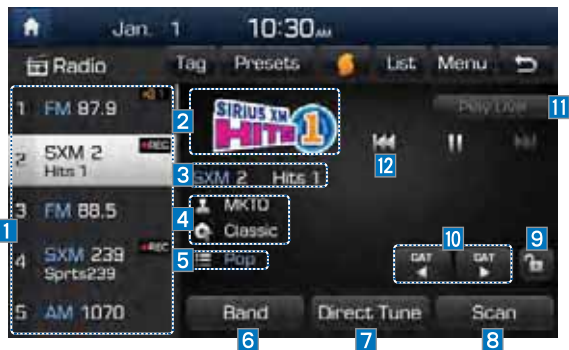 Jan. 1 10:30 AM
Radio Tag Presets List Menu
1 FM 87.9 1
2 SXM 2 REC
Hits 1
3 FM 88.5
4 SXM 239 REC
Sprts239
5 AM 1070
1
2 SIRIUS XM
HITS 1
3 SXM 2 Hits 1
4 MKTO
Classic
5 Pop
Play Live 11
12
10 9
CAT CAT
Band Direct Tune Scan
6 7 8